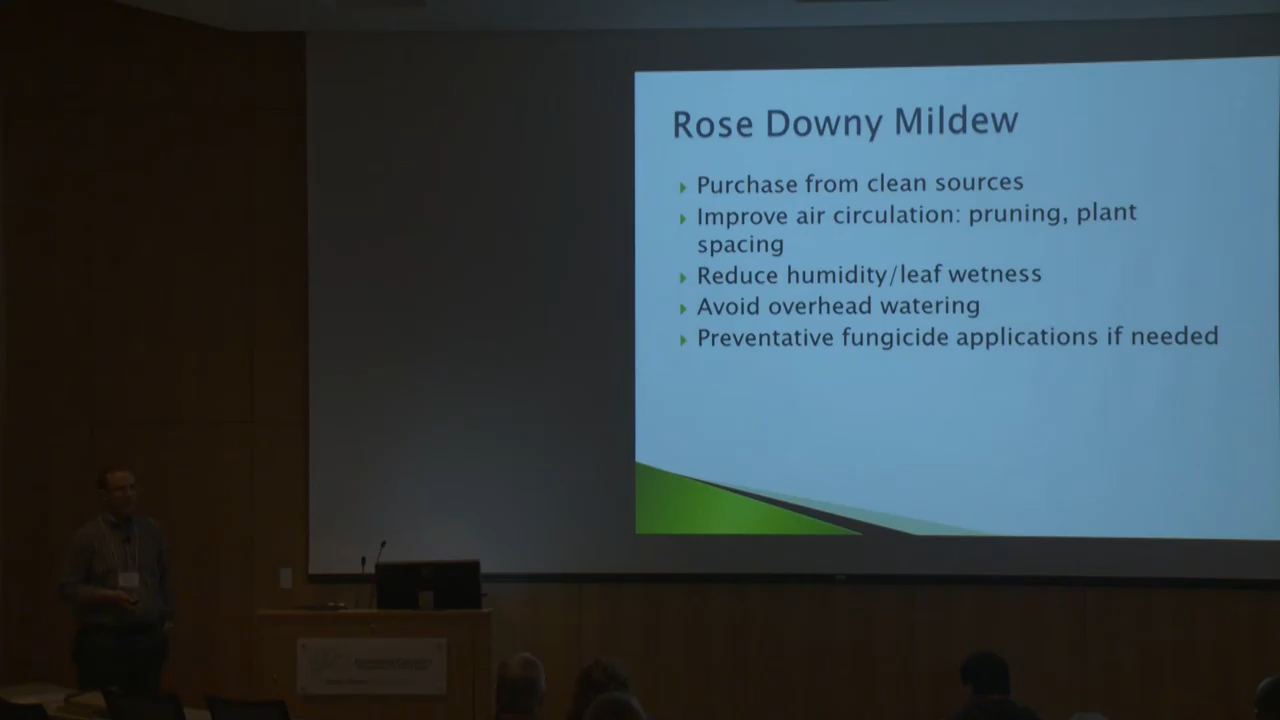 Rose Downy Mildew
Purchase from clean sources
Improve air circulation: pruning, plant
spacing
Reduce humidity/leaf wetness
Avoid overhead watering
Preventative fungicide applications if needed